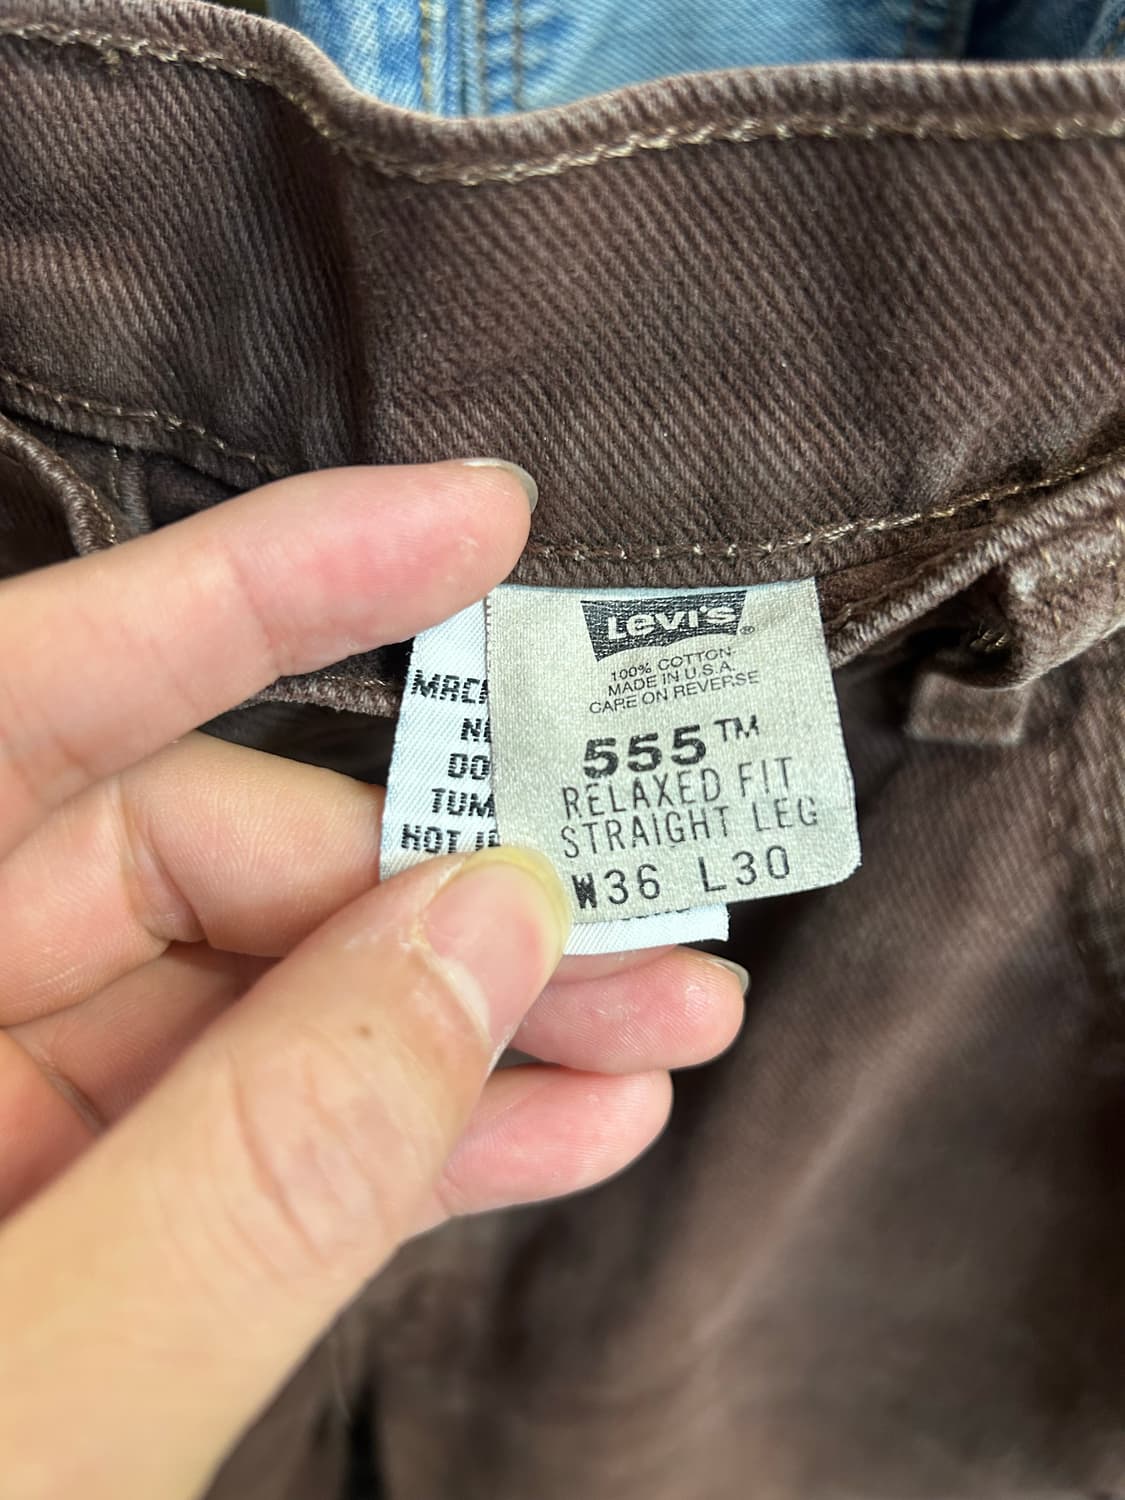 Levi's®
100% COTTON
MADE IN U.S.A.
CARE ON REVERSE
555™
RELAXED FIT
STRAIGHT LEG
W36 L30